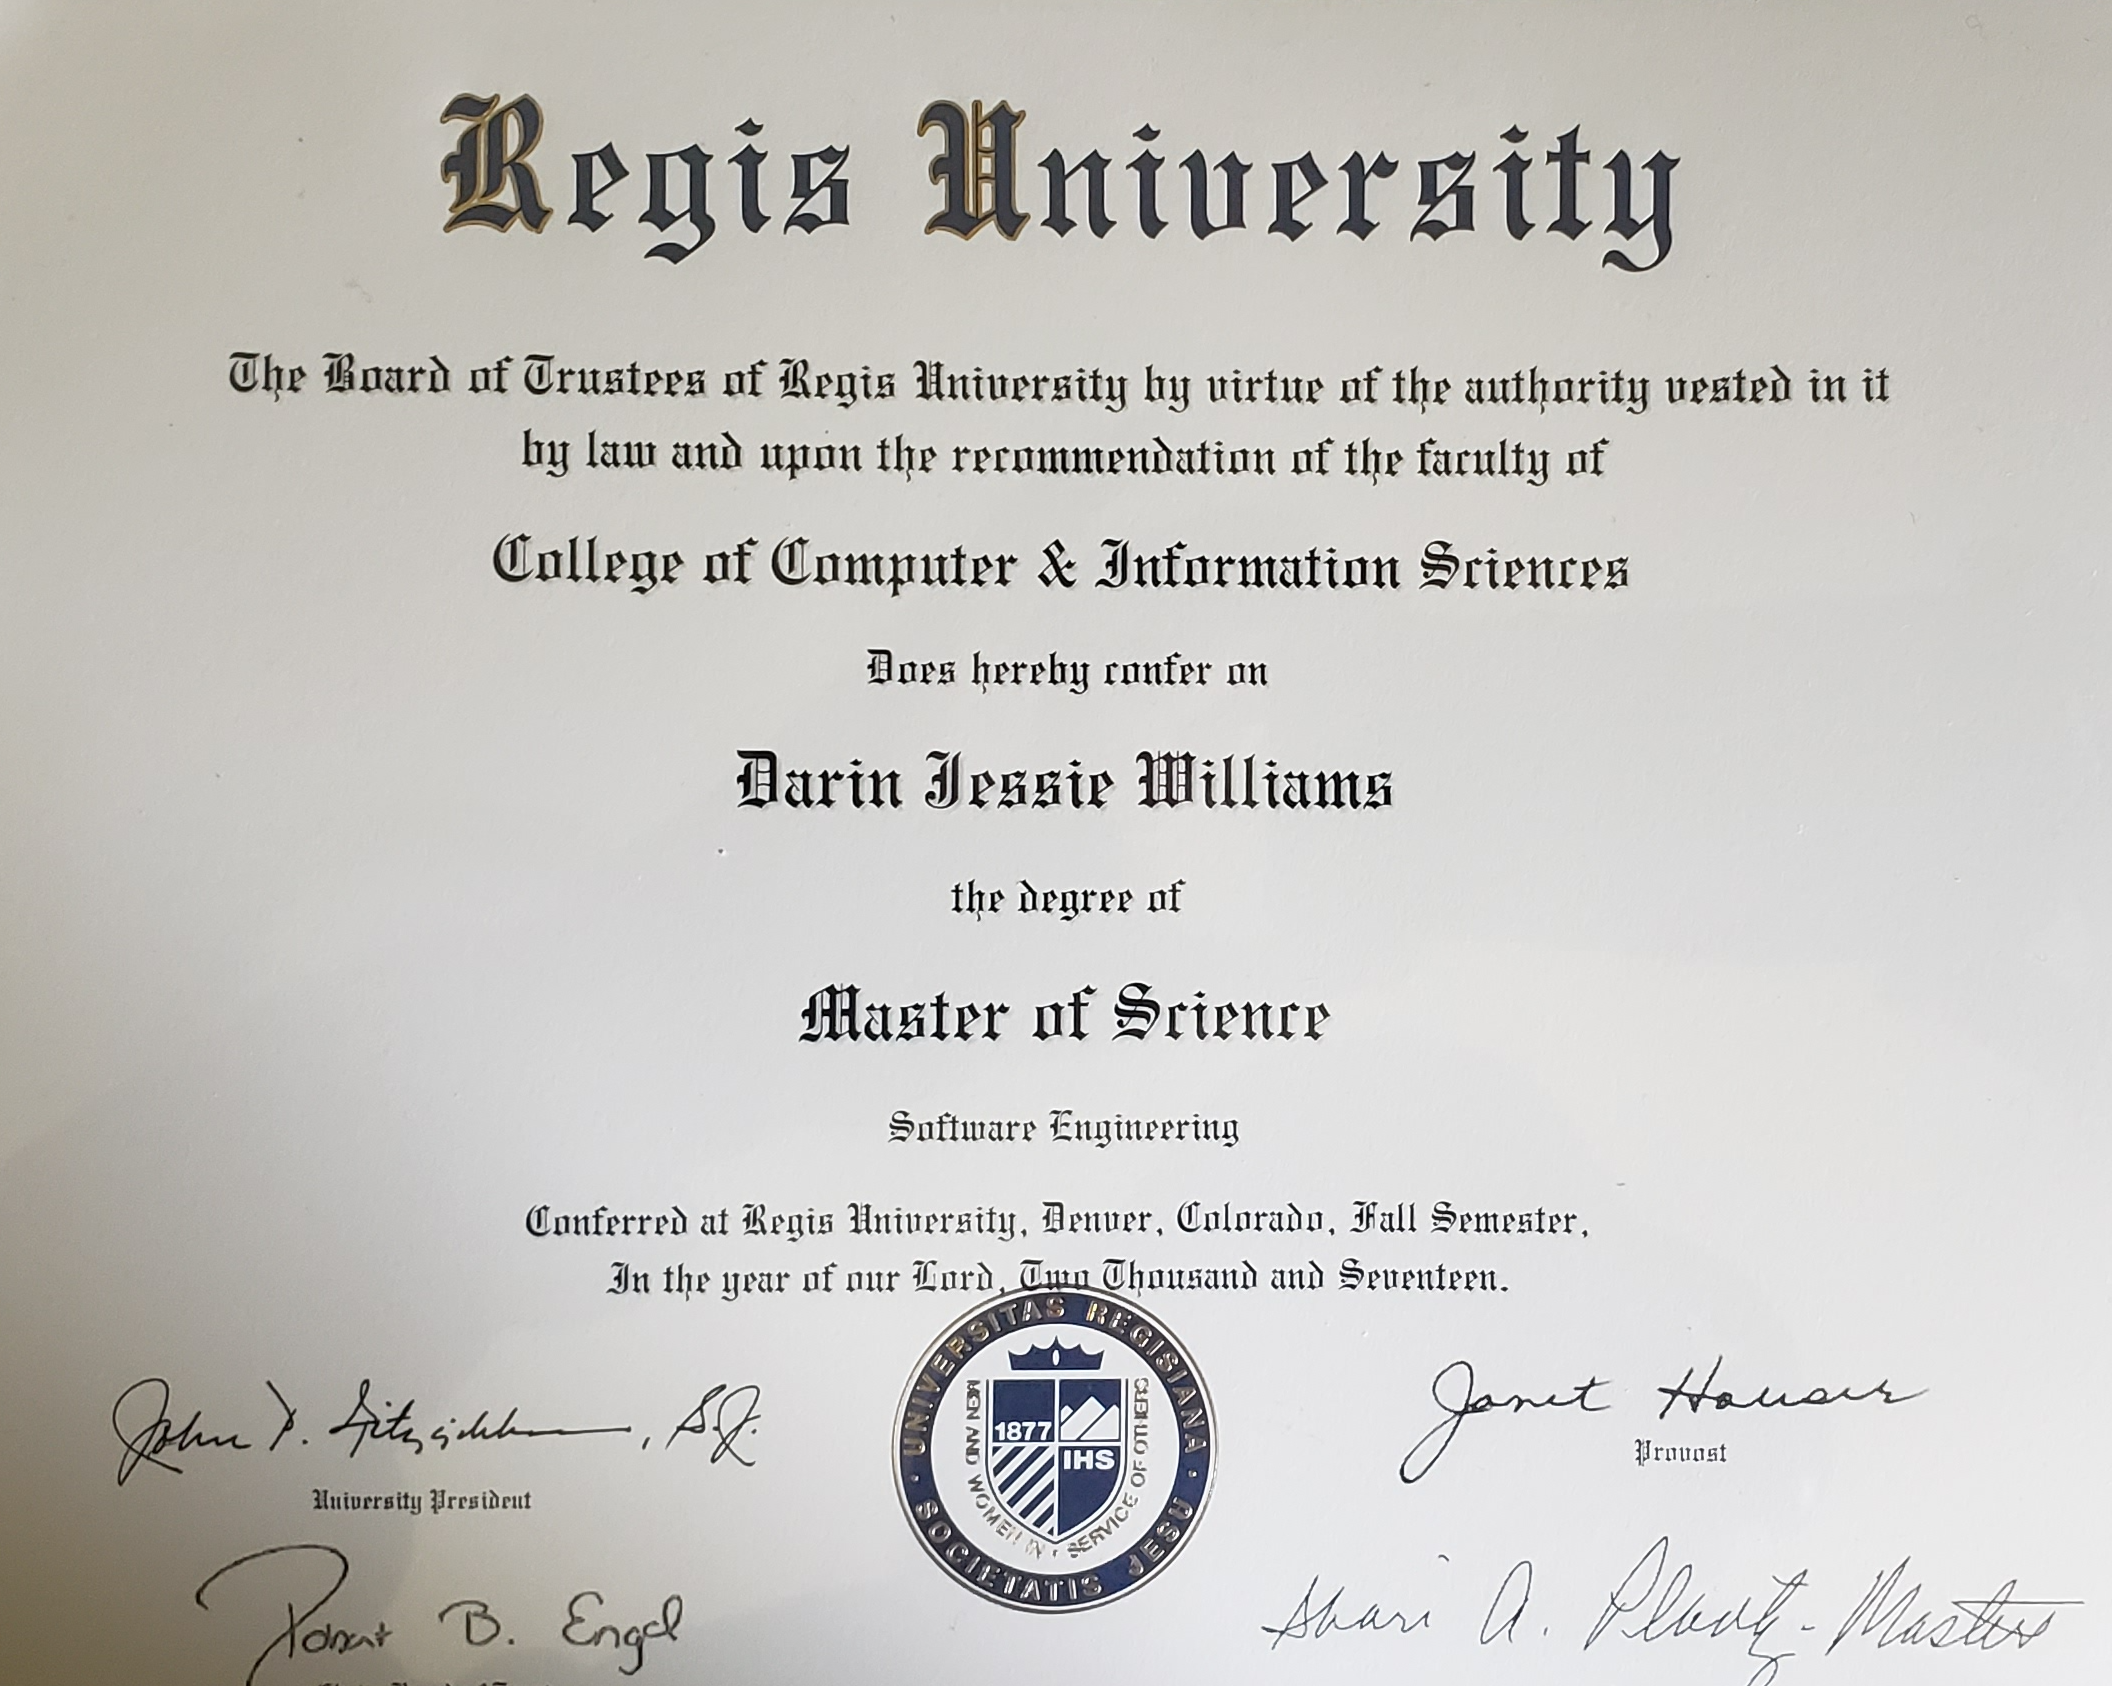 Regis University
The Board of Trustees of Regis University by virtue of the authority vested in it
by law and upon the recommendation of the faculty of
College of Computer & Information Sciences
Does hereby confer on
Darin Jessie Williams
the degree of
Master of Science
Software Engineering
Conferred at Regis University, Denver, Colorado, Fall Semester,
In the year of our Lord, Two Thousand and Seventeen.
UNIVERSITAS REGISIANA · SOCIETATIS JESU ·
MEN AND WOMEN IN · SERVICE OF OTHERS
1877
IHS
John P. Fitzgibbons, S.J.
University President
Janet Houser
Provost
Robert B. Engel
Shari A. Plantz-Masters